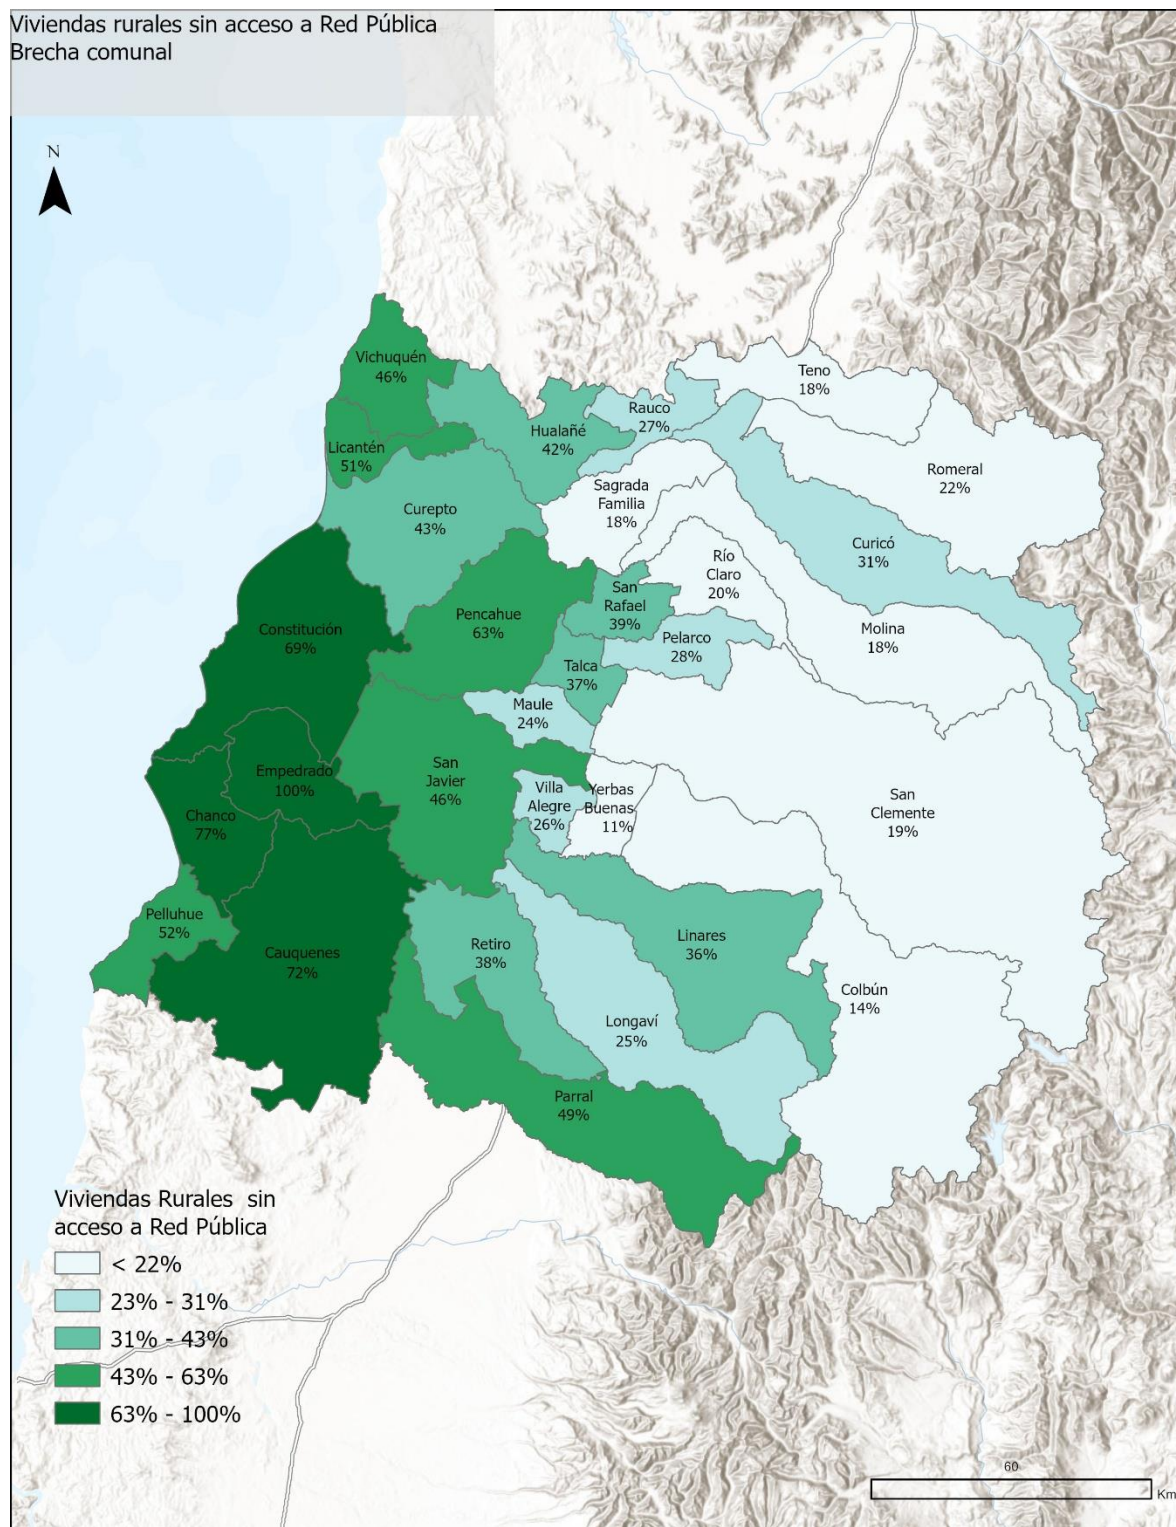 Viviendas rurales sin acceso a Red Pública
Brecha comunal
N
Vichuquén
46%
Teno
18%
Rauco
27%
Hualañé
42%
Licantén
51%
Romeral
22%
Sagrada
Familia
18%
Curepto
43%
Curicó
31%
Río
Claro
20%
San
Rafael
39%
Pencahue
63%
Constitución
69%
Molina
18%
Pelarco
28%
Talca
37%
Maule
24%
San
Javier
46%
Empedrado
100%
Villa
Alegre
26%
Yerbas
Buenas
11%
San
Clemente
19%
Chanco
77%
Pelluhue
52%
Cauquenes
72%
Retiro
38%
Linares
36%
Colbún
14%
Longaví
25%
Parral
49%
Viviendas Rurales sin
acceso a Red Pública
< 22%
23% - 31%
31% - 43%
43% - 63%
63% - 100%
60
Km